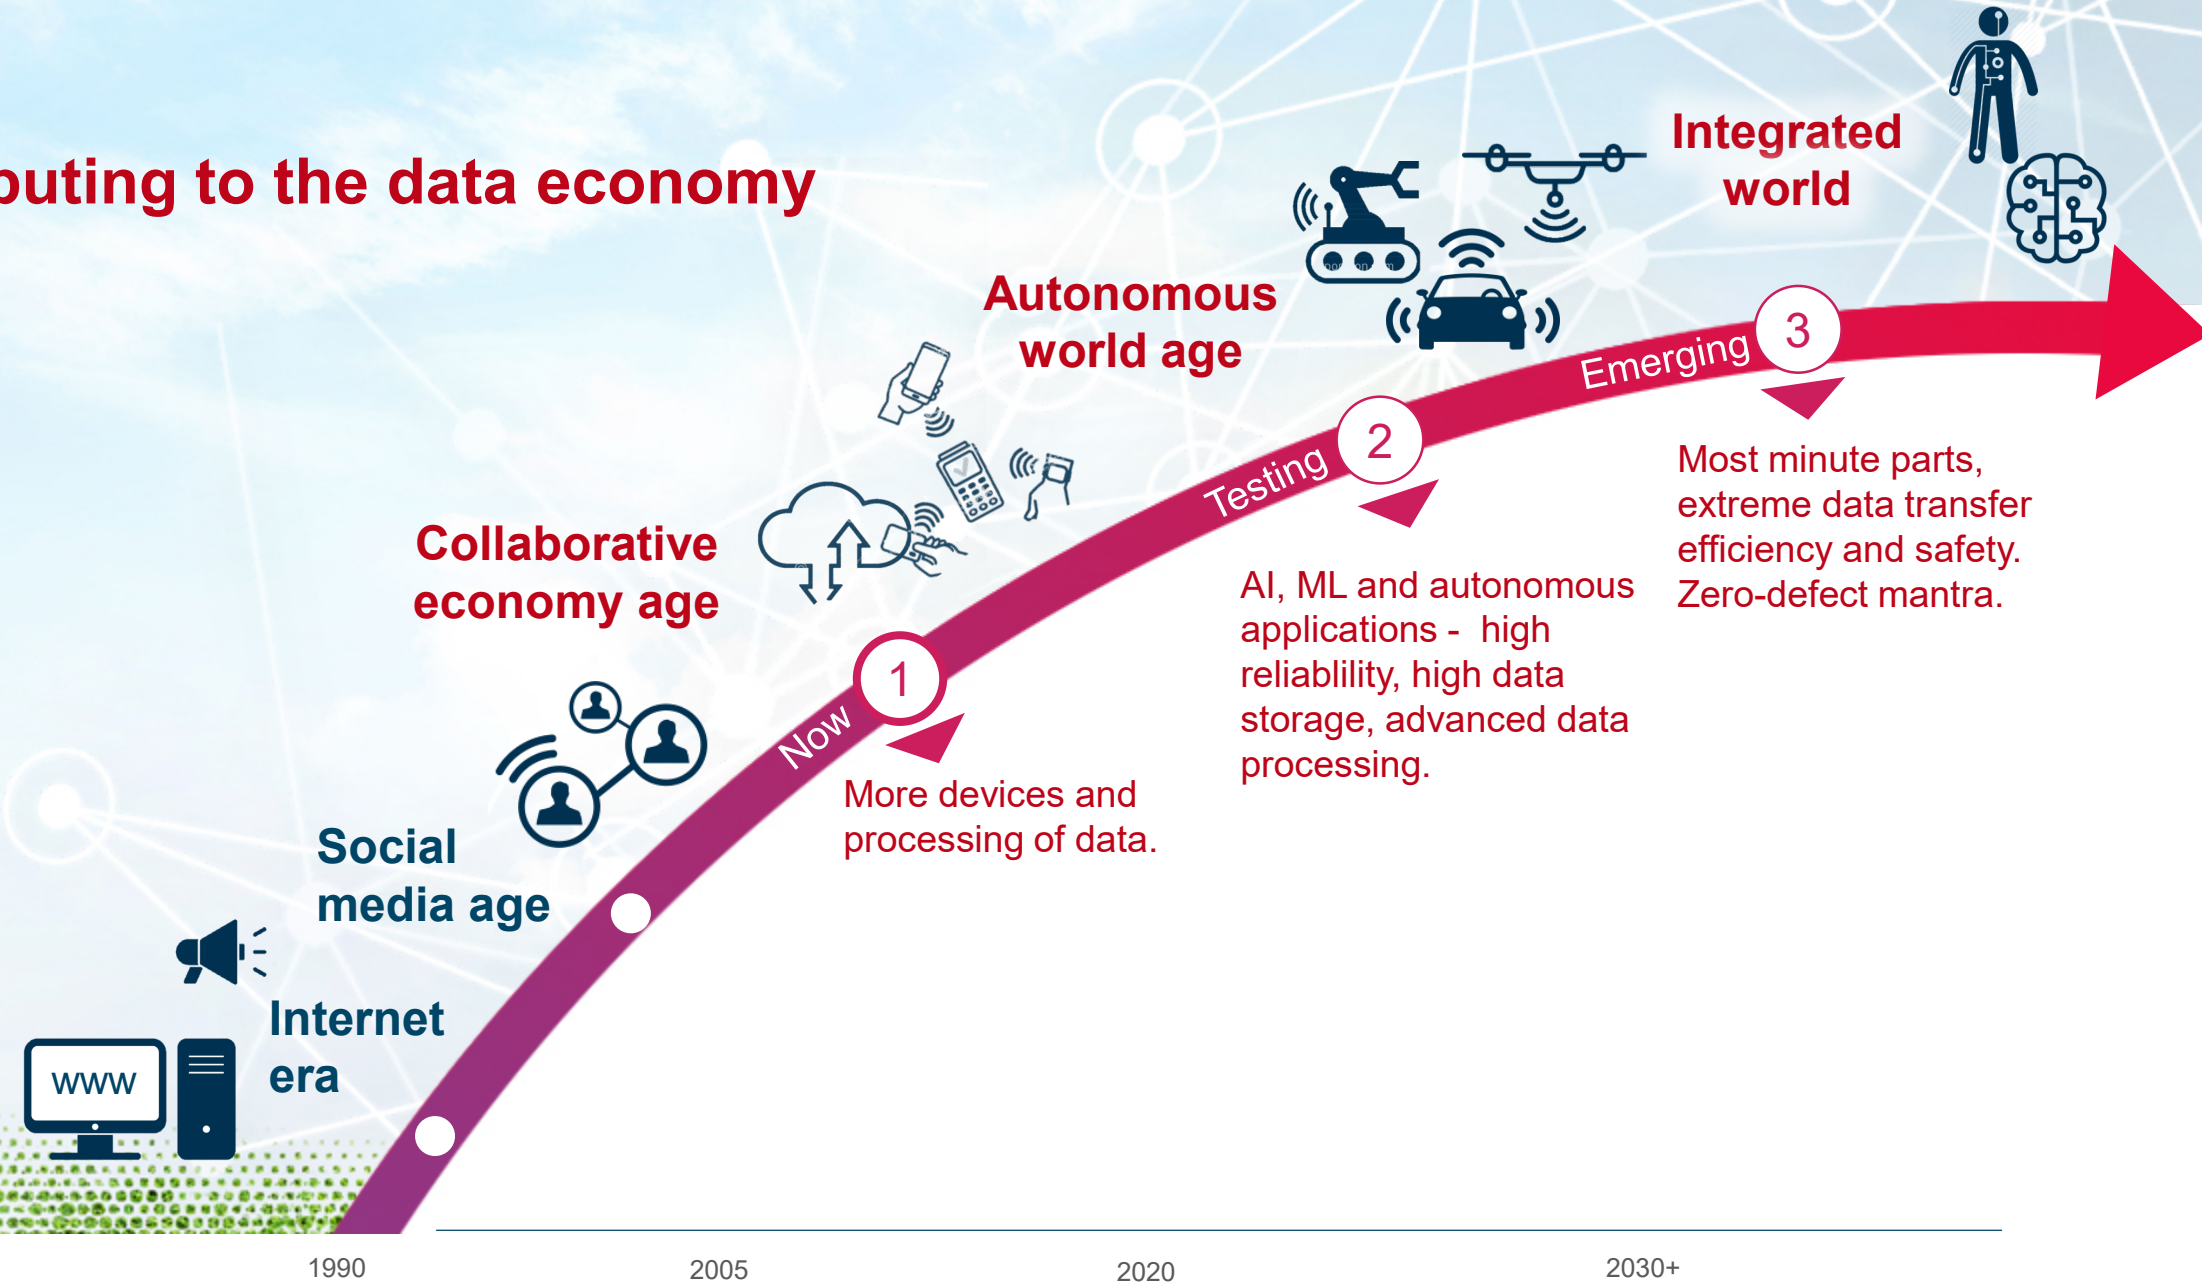 buting to the data economy
Integrated
world
Autonomous
world age
Emerging
3
Testing
2
Most minute parts,
extreme data transfer
efficiency and safety.
Zero-defect mantra.
Collaborative
economy age
AI, ML and autonomous
applications -  high
reliablility, high data
storage, advanced data
processing.
Now
1
More devices and
processing of data.
Social
media age
Internet
era
www
1990
2005
2020
2030+